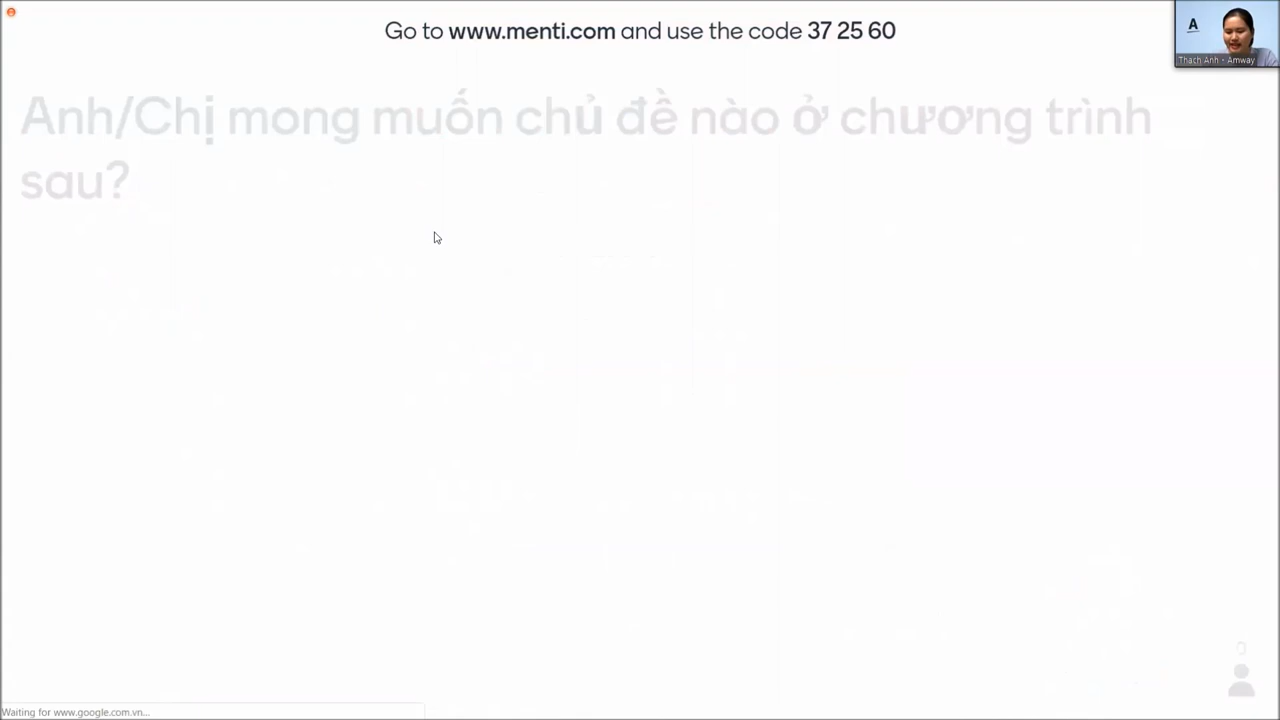 Go to www.menti.com and use the code 37 25 60
A
Thach Anh - Amway
Anh/Chị mong muốn chủ đề nào ở chương trình
sau?
0
Waiting for www.google.com.vn...